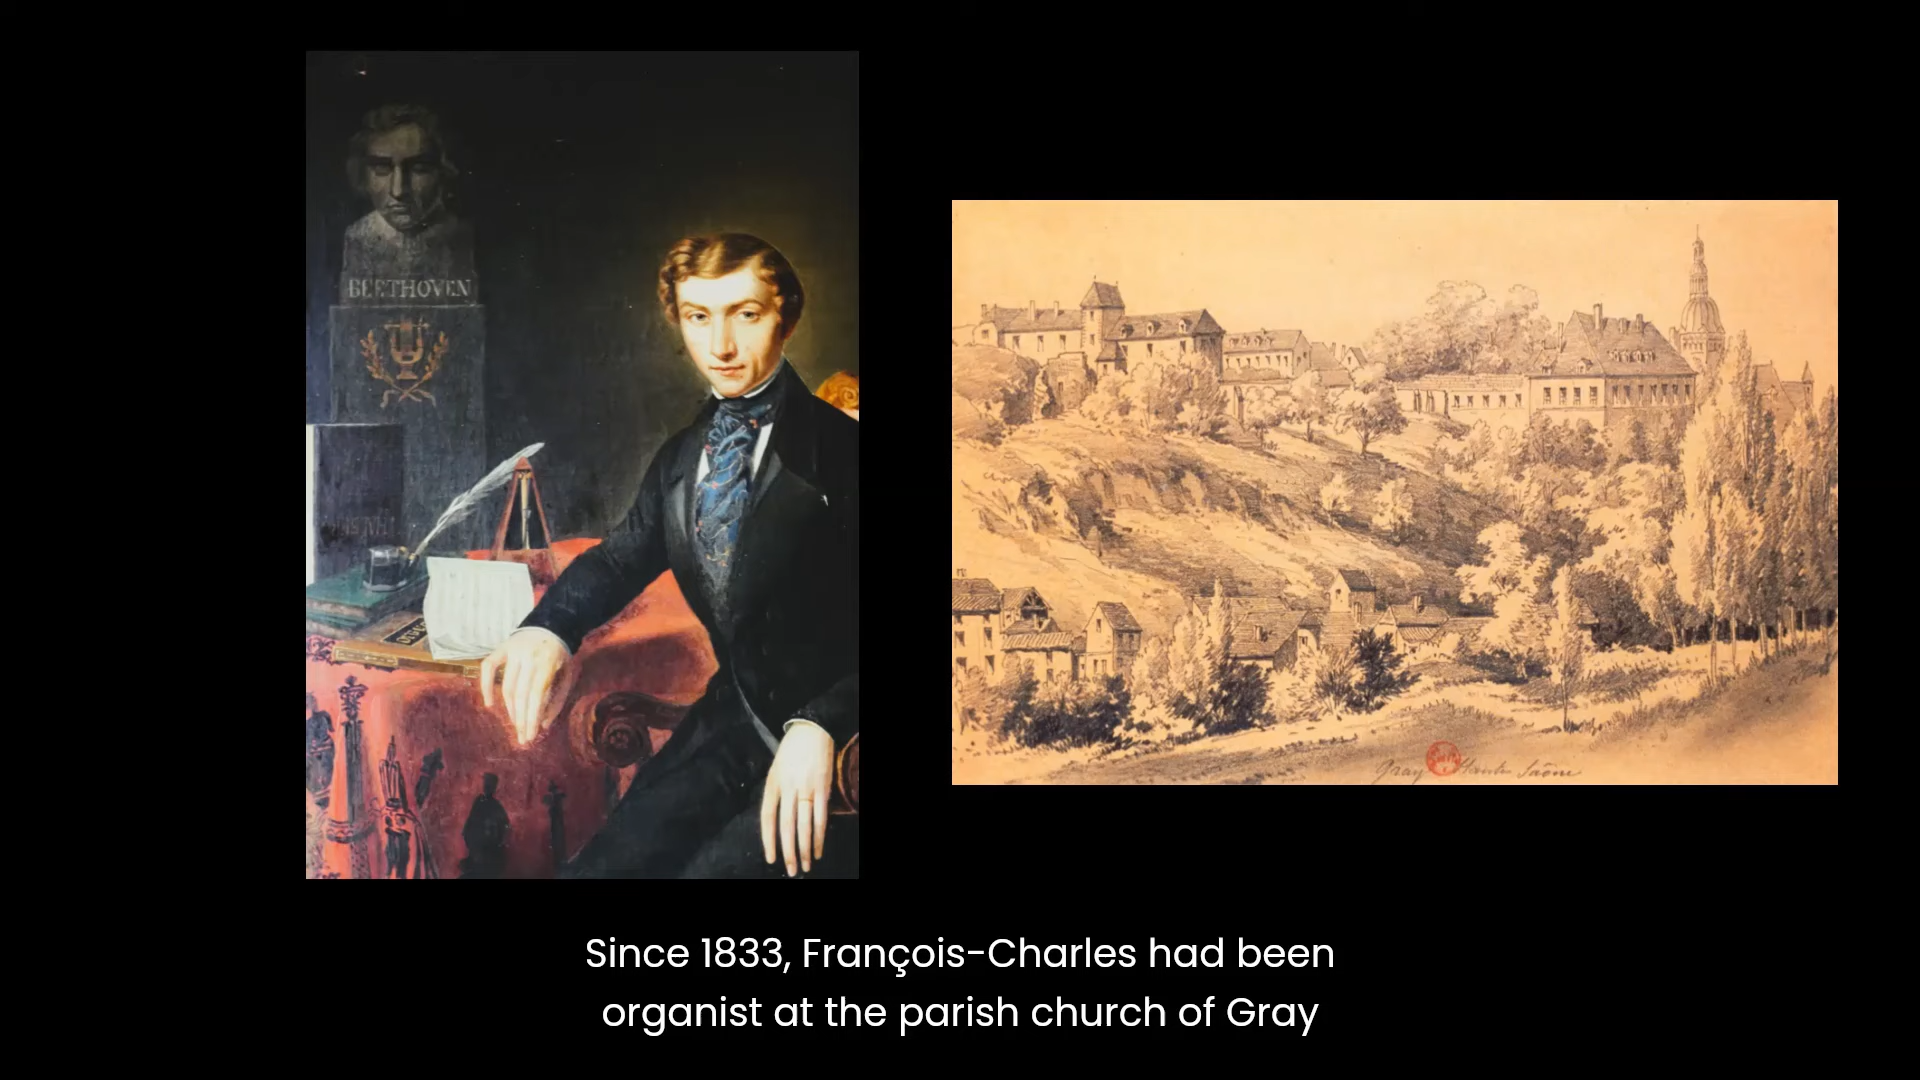 BEETHOVEN
Gray Haute Saône
Since 1833, François-Charles had been
organist at the parish church of Gray